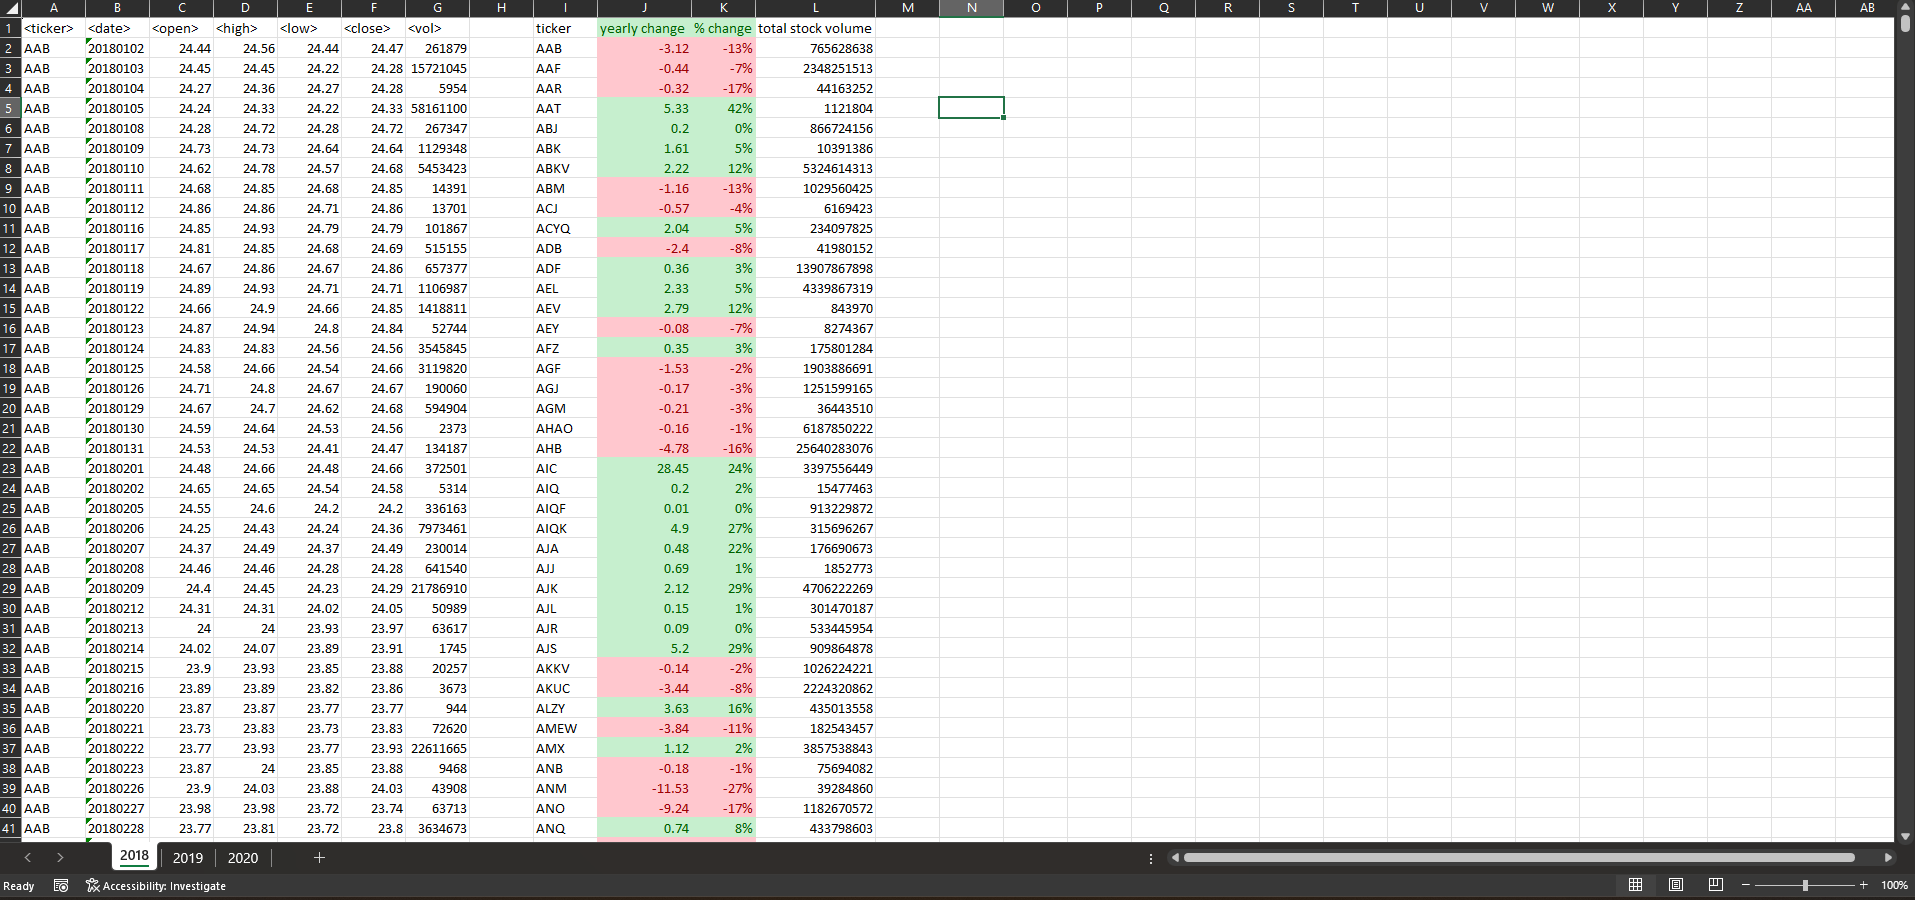 A B C D E F G H I J K L M N O P Q R S T U V W X Y Z AA AB
1 <ticker> <date> <open> <high> <low> <close> <vol> ticker yearly change % change total stock volume
2 AAB 20180102 24.44 24.56 24.44 24.47 261879 AAB -3.12 -13% 765628638
3 AAB 20180103 24.45 24.45 24.22 24.28 15721045 AAF -0.44 -7% 2348251513
4 AAB 20180104 24.27 24.36 24.27 24.28 5954 AAR -0.32 -17% 44163252
5 AAB 20180105 24.24 24.33 24.22 24.33 58161100 AAT 5.33 42% 1121804
6 AAB 20180108 24.28 24.72 24.28 24.72 267347 ABJ 0.2 0% 866724156
7 AAB 20180109 24.73 24.73 24.64 24.64 1129348 ABK 1.61 5% 10391386
8 AAB 20180110 24.62 24.78 24.57 24.68 5453423 ABKV 2.22 12% 5324614313
9 AAB 20180111 24.68 24.85 24.68 24.85 14391 ABM -1.16 -13% 1029560425
10 AAB 20180112 24.86 24.86 24.71 24.86 13701 ACJ -0.57 -4% 6169423
11 AAB 20180116 24.85 24.93 24.79 24.79 101867 ACYQ 2.04 5% 234097825
12 AAB 20180117 24.81 24.85 24.68 24.69 515155 ADB -2.4 -8% 41980152
13 AAB 20180118 24.67 24.86 24.67 24.86 657377 ADF 0.36 3% 13907867898
14 AAB 20180119 24.89 24.93 24.71 24.71 1106987 AEL 2.33 5% 4339867319
15 AAB 20180122 24.66 24.9 24.66 24.85 1418811 AEV 2.79 12% 843970
16 AAB 20180123 24.87 24.94 24.8 24.84 52744 AEY -0.08 -7% 8274367
17 AAB 20180124 24.83 24.83 24.56 24.56 3545845 AFZ 0.35 3% 175801284
18 AAB 20180125 24.58 24.66 24.54 24.66 3119820 AGF -1.53 -2% 1903886691
19 AAB 20180126 24.71 24.8 24.67 24.67 190060 AGJ -0.17 -3% 1251599165
20 AAB 20180129 24.67 24.7 24.62 24.68 594904 AGM -0.21 -3% 36443510
21 AAB 20180130 24.59 24.64 24.53 24.56 2373 AHAO -0.16 -1% 6187850222
22 AAB 20180131 24.53 24.53 24.41 24.47 134187 AHB -4.78 -16% 25640283076
23 AAB 20180201 24.48 24.66 24.48 24.66 372501 AIC 28.45 24% 3397556449
24 AAB 20180202 24.65 24.65 24.54 24.58 5314 AIQ 0.2 2% 15477463
25 AAB 20180205 24.55 24.6 24.2 24.2 336163 AIQF 0.01 0% 913229872
26 AAB 20180206 24.25 24.43 24.24 24.36 7973461 AIQK 4.9 27% 315696267
27 AAB 20180207 24.37 24.49 24.37 24.49 230014 AJA 0.48 22% 176690673
28 AAB 20180208 24.46 24.46 24.28 24.28 641540 AJJ 0.69 1% 1852773
29 AAB 20180209 24.4 24.45 24.23 24.29 21786910 AJK 2.12 29% 4706222269
30 AAB 20180212 24.31 24.31 24.02 24.05 50989 AJL 0.15 1% 301470187
31 AAB 20180213 24 24 23.93 23.97 63617 AJR 0.09 0% 533445954
32 AAB 20180214 24.02 24.07 23.89 23.91 1745 AJS 5.2 29% 909864878
33 AAB 20180215 23.9 23.93 23.85 23.88 20257 AKKV -0.14 -2% 1026224221
34 AAB 20180216 23.89 23.89 23.82 23.86 3673 AKUC -3.44 -8% 2224320862
35 AAB 20180220 23.87 23.87 23.77 23.77 944 ALZY 3.63 16% 435013558
36 AAB 20180221 23.73 23.83 23.73 23.83 72620 AMEW -3.84 -11% 182543457
37 AAB 20180222 23.77 23.93 23.77 23.93 22611665 AMX 1.12 2% 3857538843
38 AAB 20180223 23.87 24 23.85 23.88 9468 ANB -0.18 -1% 75694082
39 AAB 20180226 23.9 24.03 23.88 24.03 43908 ANM -11.53 -27% 39284860
40 AAB 20180227 23.98 23.98 23.72 23.74 63713 ANO -9.24 -17% 1182670572
41 AAB 20180228 23.77 23.81 23.72 23.8 3634673 ANQ 0.74 8% 433798603
2018 2019 2020
Ready Accessibility: Investigate 100%